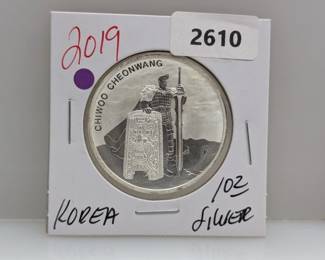 2019
2610
CHIWOO CHEONWANG
KOREA
1oz
SILVER